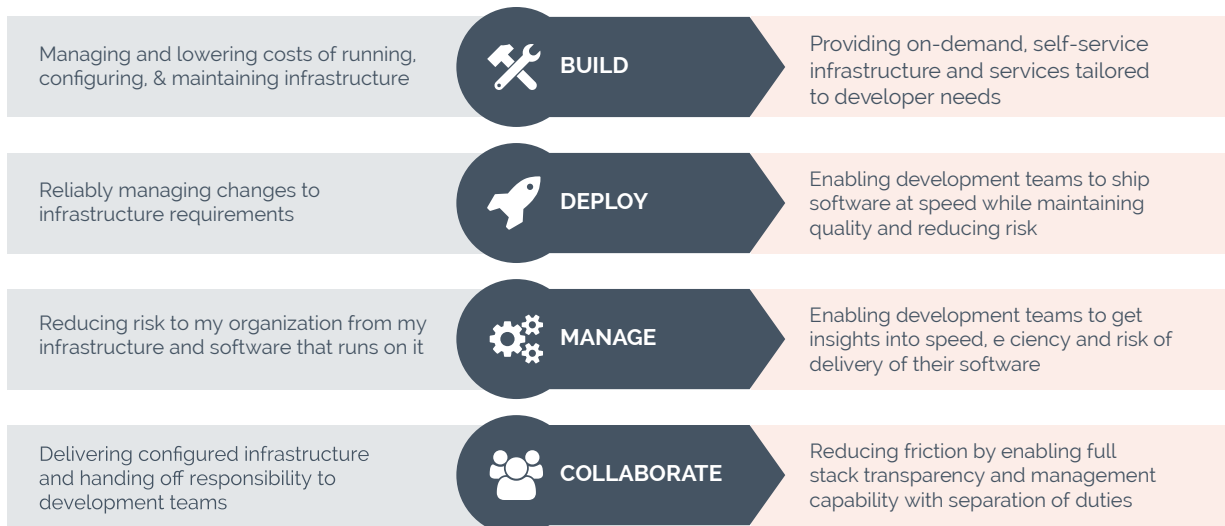 Managing and lowering costs of running,
configuring, & maintaining infrastructure
BUILD
Providing on-demand, self-service
infrastructure and services tailored
to developer needs
Reliably managing changes to
infrastructure requirements
DEPLOY
Enabling development teams to ship
software at speed while maintaining
quality and reducing risk
Reducing risk to my organization from my
infrastructure and software that runs on it
MANAGE
Enabling development teams to get
insights into speed, e ciency and risk of
delivery of their software
Delivering configured infrastructure
and handing off responsibility to
development teams
COLLABORATE
Reducing friction by enabling full
stack transparency and management
capability with separation of duties